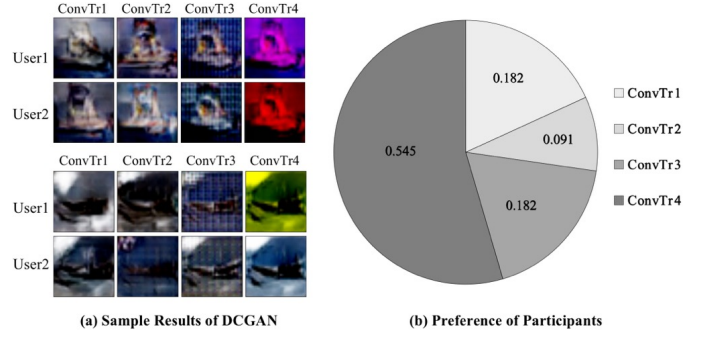 ConvTr1 ConvTr2 ConvTr3 ConvTr4
User1
User2
ConvTr1 ConvTr2 ConvTr3 ConvTr4
User1
User2
(a) Sample Results of DCGAN
0.182
0.091
0.182
0.545
ConvTr1
ConvTr2
ConvTr3
ConvTr4
(b) Preference of Participants